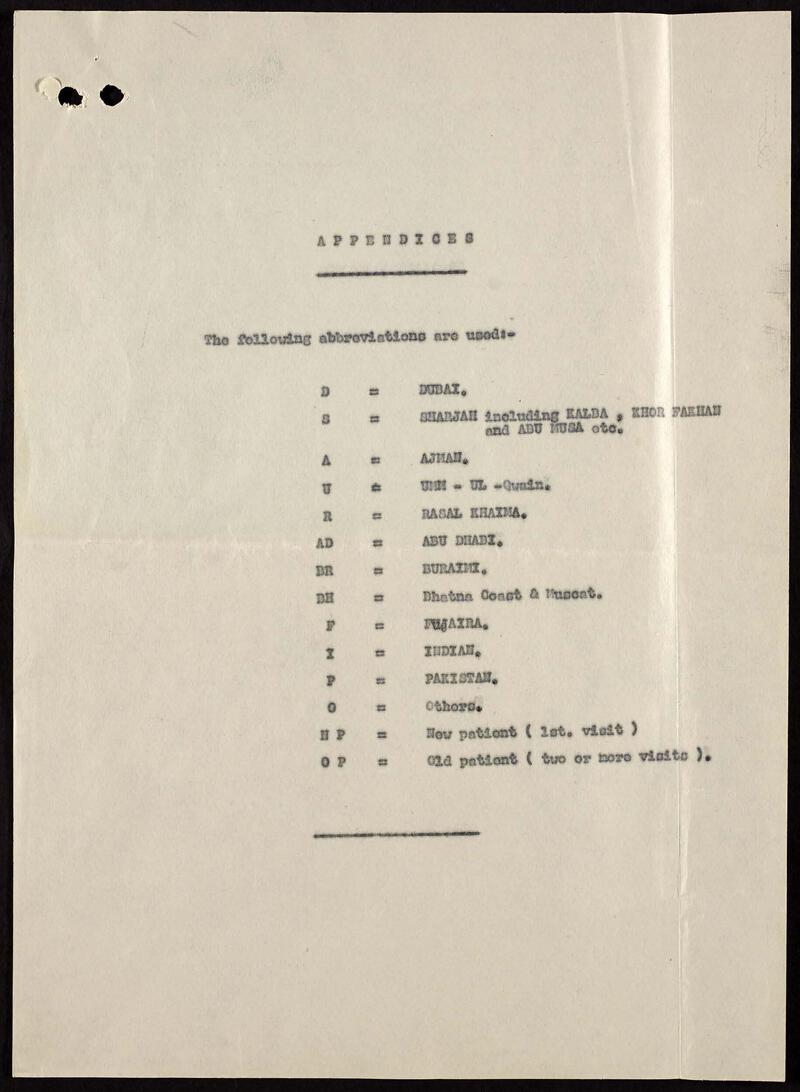 A P P E N D I C E S
The following abbreviations are used:-
D = DUBAI.
S = SHARJAH including KALBA , KHOR FAKHAN
and ABU MUSA etc.
A = AJMAN.
U = UMM - UL -Qwain.
R = RASAL KHAIMA.
AD = ABU DHABI.
BR = BURAIMI.
BH = Bhatna Coast & Muscat.
F = FUJAIRA.
I = INDIAN.
P = PAKISTAN.
O = Others.
N P = New patient ( 1st. visit )
O P = Old patient ( two or more visits ).